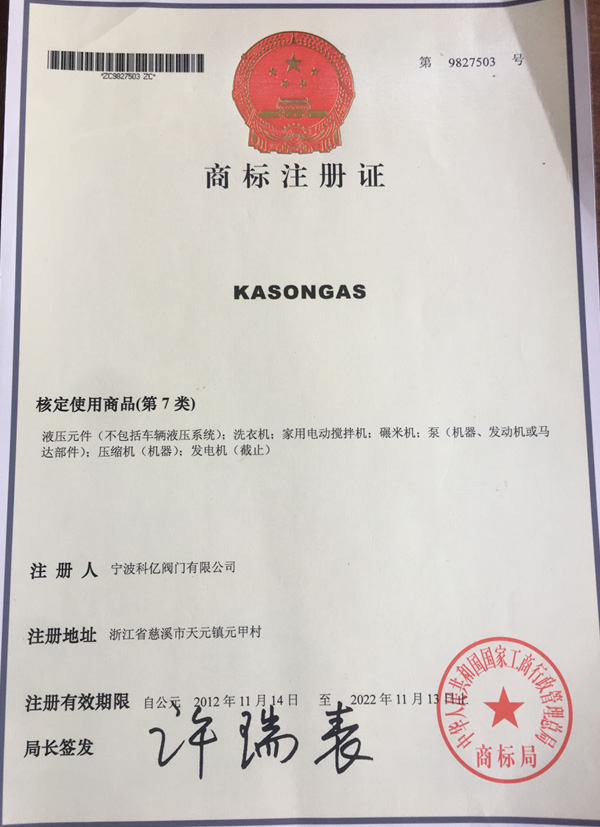 *ZC9827503 ZC*
第 9827503 号
商标注册证
KASONGAS
核定使用商品(第 7 类)
液压元件（不包括车辆液压系统）；洗衣机；家用电动搅拌机；碾米机；泵（机器、发动机或马
达部件）；压缩机（机器）；发电机（截止）
注册人 宁波科亿阀门有限公司
注册地址 浙江省慈溪市天元镇元甲村
注册有效期限 自公元 2012 年 11 月 14 日 至 2022 年 11 月 13 日止
局长签发 许瑞表
中华人民共和国国家工商行政管理总局
商标局